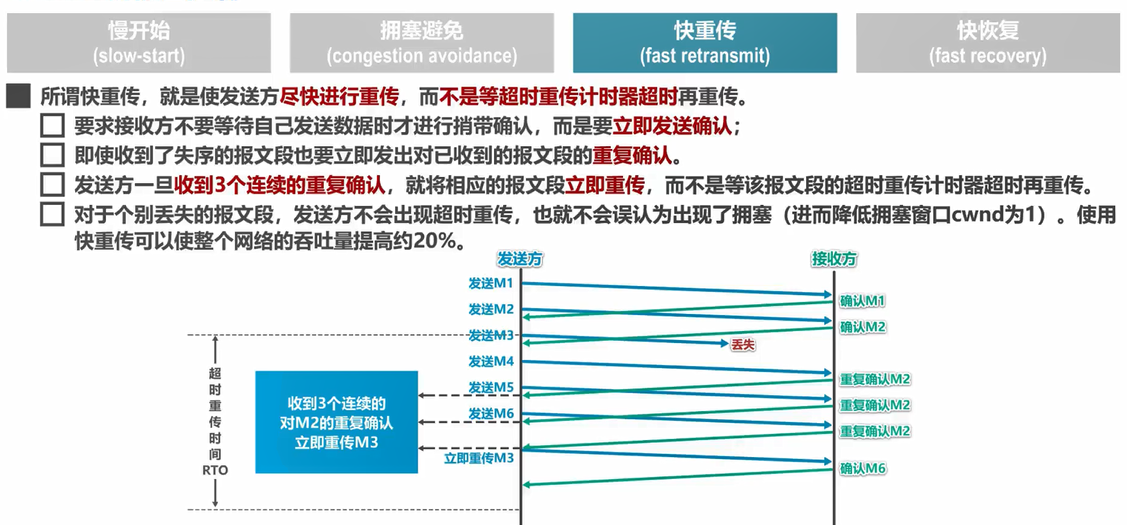 慢开始
(slow-start)
拥塞避免
(congestion avoidance)
快重传
(fast retransmit)
快恢复
(fast recovery)
所谓快重传，就是使发送方尽快进行重传，而不是等超时重传计时器超时再重传。
要求接收方不要等待自己发送数据时才进行捎带确认，而是要立即发送确认；
即使收到了失序的报文段也要立即发出对已收到的报文段的重复确认。
发送方一旦收到3个连续的重复确认，就将相应的报文段立即重传，而不是等该报文段的超时重传计时器超时再重传。
对于个别丢失的报文段，发送方不会出现超时重传，也就不会误认为出现了拥塞（进而降低拥塞窗口cwnd为1）。使用
快重传可以使整个网络的吞吐量提高约20%。
发送方
接收方
发送M1
确认M1
发送M2
确认M2
发送M3
丢失
发送M4
重复确认M2
发送M5
重复确认M2
发送M6
重复确认M2
立即重传M3
确认M6
超时重传时间
RTO
收到3个连续的
对M2的重复确认
立即重传M3